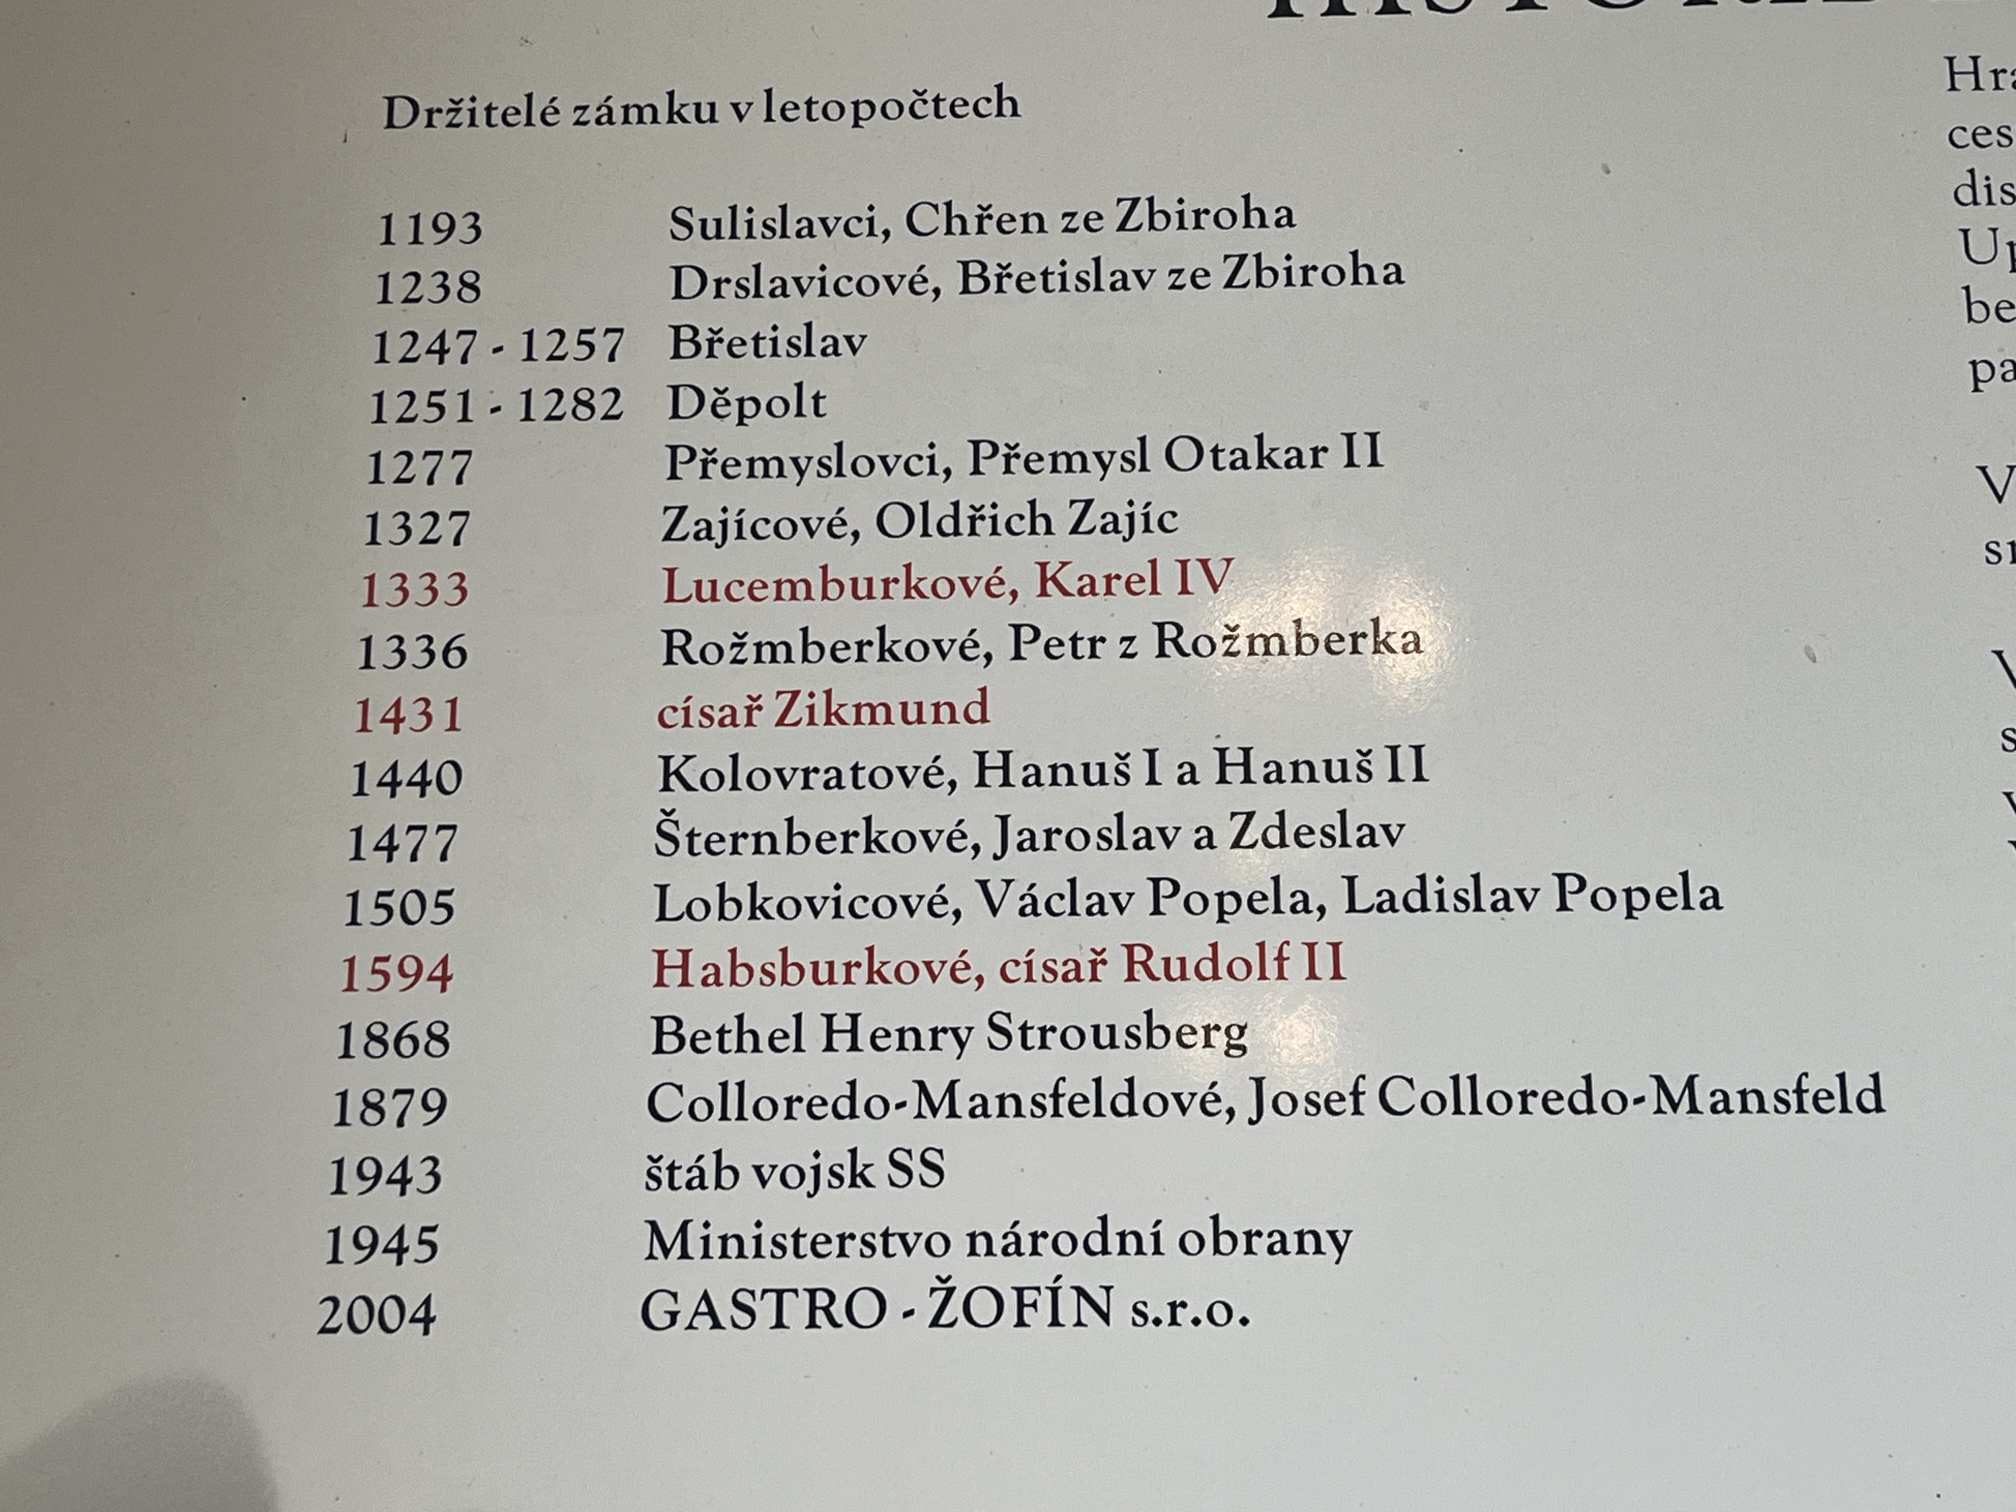 Držitelé zámku v letopočtech
1193 Sulislavci, Chřen ze Zbiroha
1238 Drslavicové, Břetislav ze Zbiroha
1247 - 1257 Břetislav
1251 - 1282 Děpolt
1277 Přemyslovci, Přemysl Otakar II
1327 Zajícové, Oldřich Zajíc
1333 Lucemburkové, Karel IV
1336 Rožmberkové, Petr z Rožmberka
1431 císař Zikmund
1440 Kolovratové, Hanuš I a Hanuš II
1477 Šternberkové, Jaroslav a Zdeslav
1505 Lobkovicové, Václav Popela, Ladislav Popela
1594 Habsburkové, císař Rudolf II
1868 Bethel Henry Strousberg
1879 Colloredo-Mansfeldové, Josef Colloredo-Mansfeld
1943 štáb vojsk SS
1945 Ministerstvo národní obrany
2004 GASTRO - ŽOFÍN s.r.o.